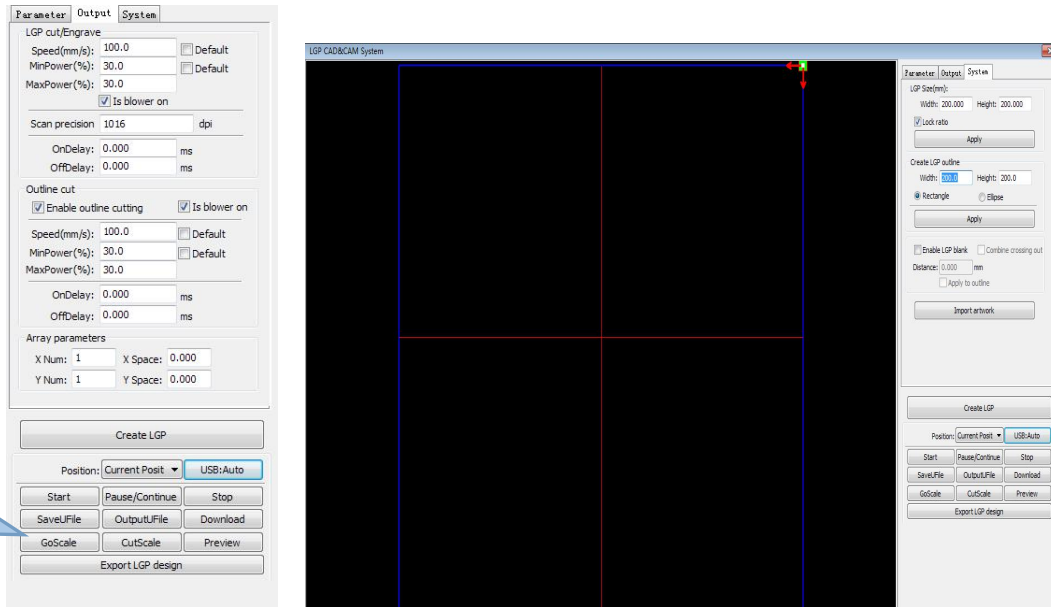 Parameter Output System
LGP cut/Engrave
Speed(mm/s): 100.0 Default
MinPower(%): 30.0 Default
MaxPower(%): 30.0
Is blower on
Scan precision 1016 dpi
OnDelay: 0.000 ms
OffDelay: 0.000 ms
Outline cut
Enable outline cutting Is blower on
Speed(mm/s): 100.0 Default
MinPower(%): 30.0 Default
MaxPower(%): 30.0
OnDelay: 0.000 ms
OffDelay: 0.000 ms
Array parameters
X Num: 1 X Space: 0.000
Y Num: 1 Y Space: 0.000
Create LGP
Position: Current Posit USB:Auto
Start Pause/Continue Stop
SaveUFile OutputUFile Download
GoScale CutScale Preview
Export LGP design
LGP CAD&CAM System
Parameter Output System
LGP Size(mm):
Width: 200.000 Height: 200.000
Lock ratio
Apply
Create LGP outline
Width: 200.0 Height: 200.0
Rectangle Elipse
Apply
Enable LGP blank Combine crossing out
Distance: 0.000 mm
Apply to outline
Import artwork
Create LGP
Position: Current Posit USB:Auto
Start Pause/Continue Stop
SaveUFile OutputUFile Download
GoScale CutScale Preview
Export LGP design